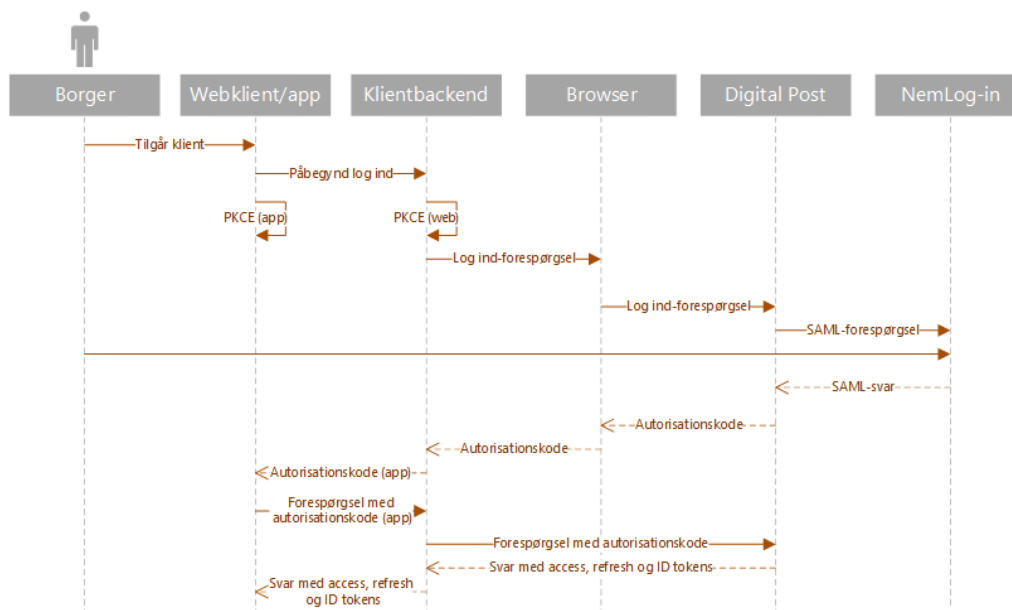 Borger
Webklient/app
Klientbackend
Browser
Digital Post
NemLog-in
Tilgår klient
Påbegynd log ind
PKCE (app)
PKCE (web)
Log ind-forespørgsel
Log ind-forespørgsel
SAML-forespørgsel
SAML-svar
Autorisationskode
Autorisationskode
Autorisationskode (app)
Forespørgsel med
autorisationskode (app)
Forespørgsel med autorisationskode
Svar med access, refresh og ID tokens
Svar med access, refresh
og ID tokens